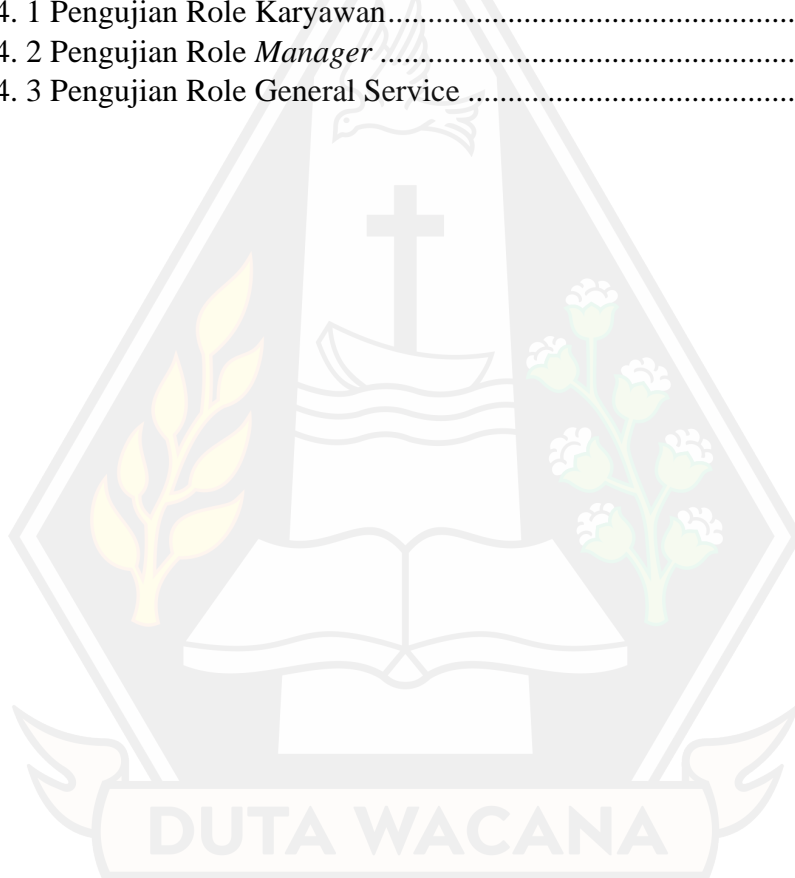 4. 1 Pengujian Role Karyawan...................................................
4. 2 Pengujian Role Manager ....................................................
4. 3 Pengujian Role General Service .........................................
DUTA WACANA